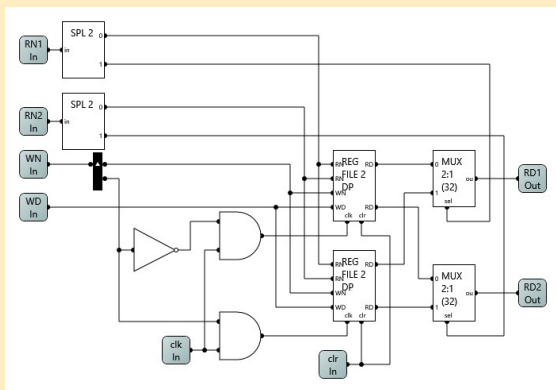 RN1
In
SPL 2
in
0
1
RN2
In
SPL 2
in
0
1
WN
In
WD
In
REG
FILE 2
DP
RN
RN
WN
WD
RD
RD
clk
clr
MUX
2:1
(32)
0
1
ou
sel
RD1
Out
REG
FILE 2
DP
RN
RN
WN
WD
RD
RD
clk
clr
MUX
2:1
(32)
0
1
ou
sel
RD2
Out
clk
In
clr
In